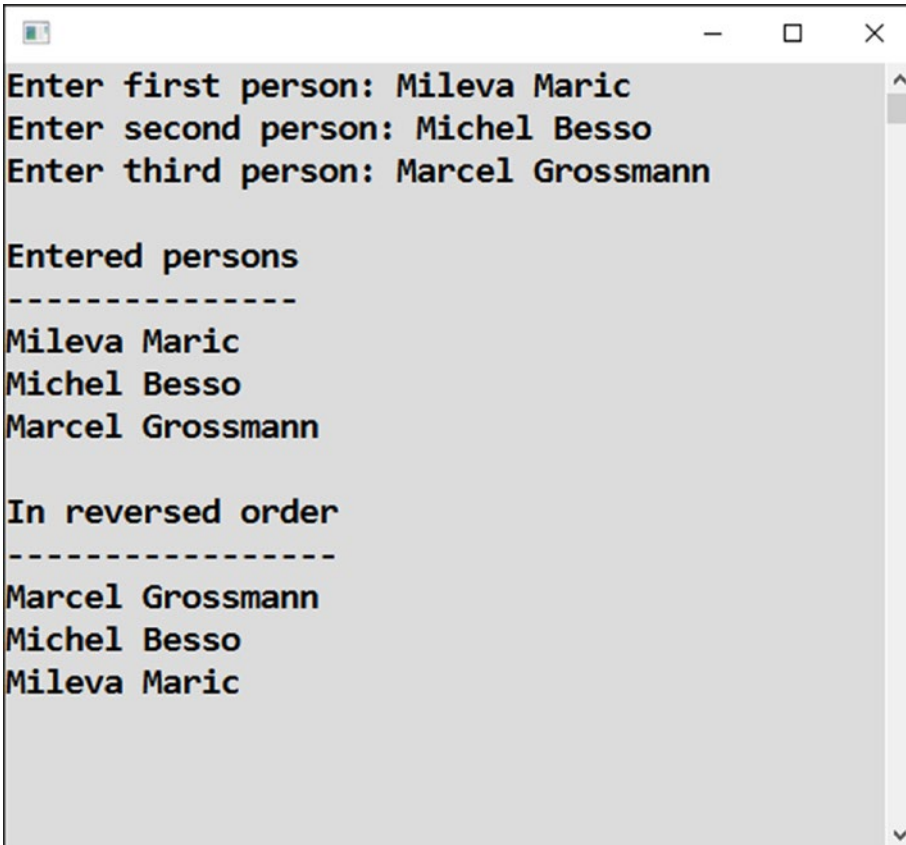 Enter first person: Mileva Maric
Enter second person: Michel Besso
Enter third person: Marcel Grossmann
Entered persons
---------------
Mileva Maric
Michel Besso
Marcel Grossmann
In reversed order
-----------------
Marcel Grossmann
Michel Besso
Mileva Maric